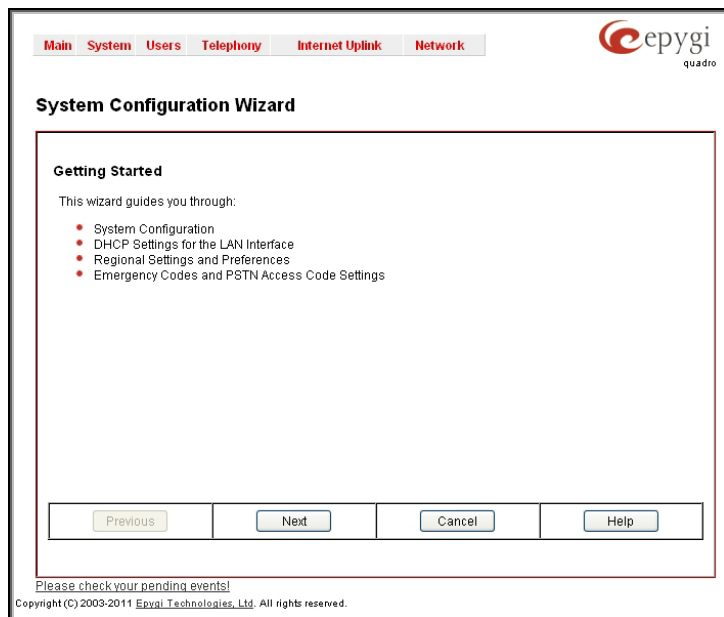 Main System Users Telephony Internet Uplink Network
epygi
quadro
System Configuration Wizard
Getting Started
This wizard guides you through:
System Configuration
DHCP Settings for the LAN Interface
Regional Settings and Preferences
Emergency Codes and PSTN Access Code Settings
Previous Next Cancel Help
Please check your pending events!
Copyright (C) 2003-2011 Epygi Technologies, Ltd. All rights reserved.